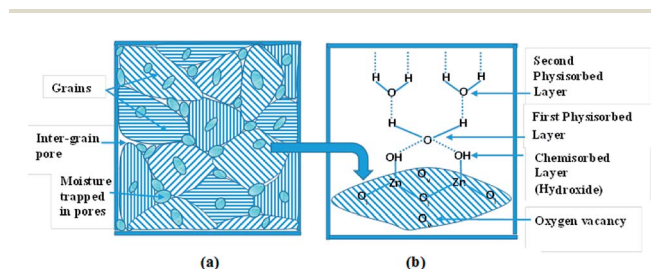 Grains
Inter-grain
pore
Moisture
trapped
in pores
(a)
H H H H
O O
H H
O
OH OH
Zn Zn
O O O
Second
Physisorbed
Layer
First Physisorbed
Layer
Chemisorbed
Layer
(Hydroxide)
Oxygen vacancy
(b)